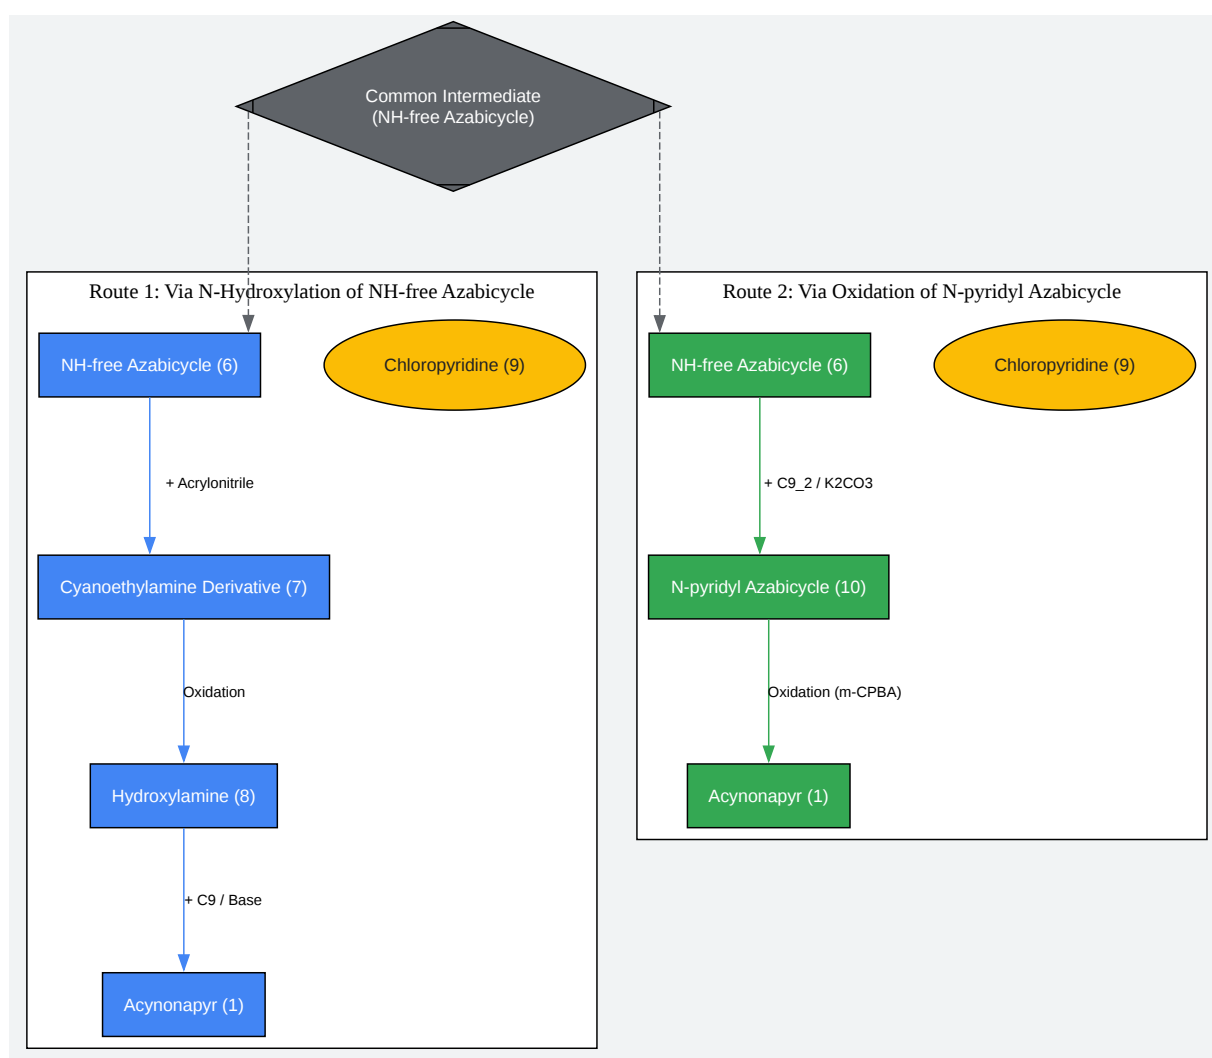 Common Intermediate
(NH-free Azabicycle)
Route 1: Via N-Hydroxylation of NH-free Azabicycle
NH-free Azabicycle (6)
Chloropyridine (9)
+ Acrylonitrile
Cyanoethylamine Derivative (7)
Oxidation
Hydroxylamine (8)
+ C9 / Base
Acynonapyr (1)
Route 2: Via Oxidation of N-pyridyl Azabicycle
NH-free Azabicycle (6)
Chloropyridine (9)
+ C9_2 / K2CO3
N-pyridyl Azabicycle (10)
Oxidation (m-CPBA)
Acynonapyr (1)